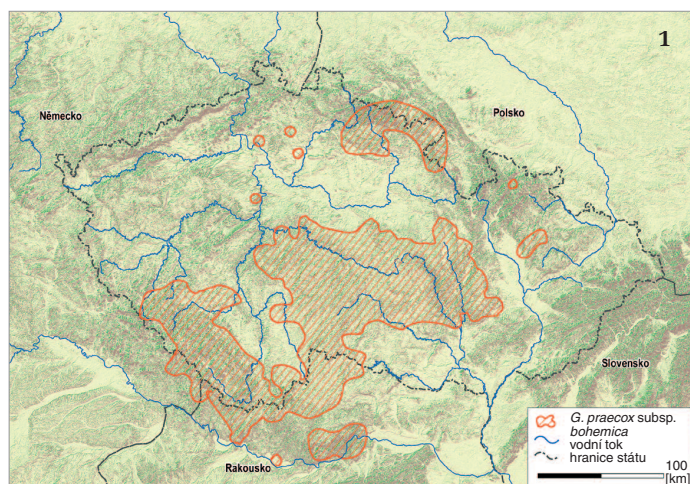 1
Německo
Polsko
Slovensko
Rakousko
G. praecox subsp.
bohemica
vodní tok
hranice státu
100
[km]